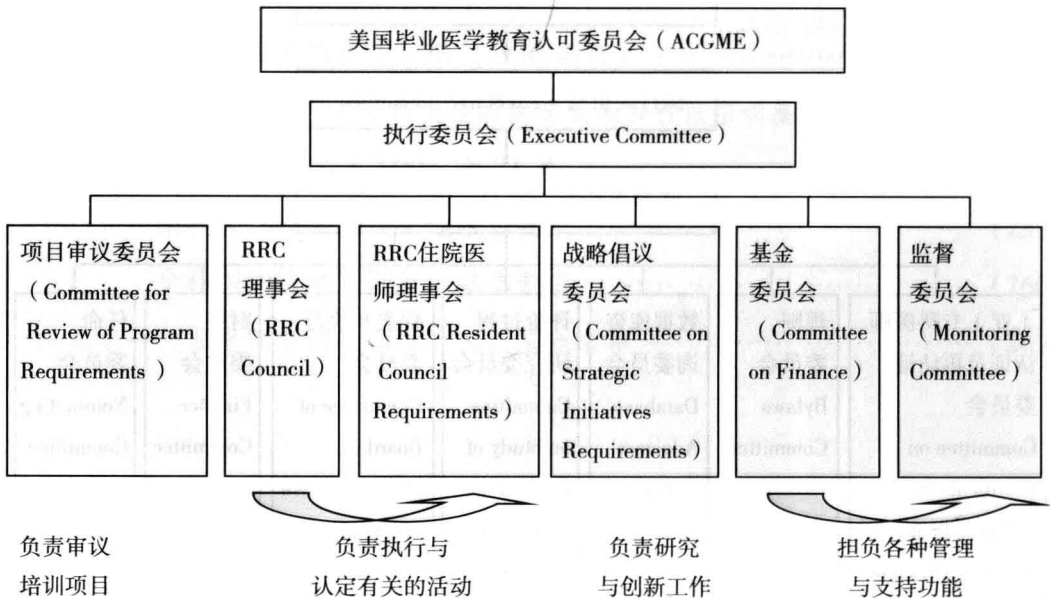 美国毕业医学教育认可委员会（ACGME）
执行委员会（Executive Committee）
项目审议委员会
（Committee for
Review of Program
Requirements）
RRC
理事会
（RRC
Council）
RRC住院医
师理事会
（RRC Resident
Council
Requirements）
战略倡议
委员会
（Committee on
Strategic
Initiatives
Requirements）
基金
委员会
（Committee
on Finance）
监督
委员会
（Monitoring
Committee）
负责审议
培训项目
负责执行与
认定有关的活动
负责研究
与创新工作
担负各种管理
与支持功能